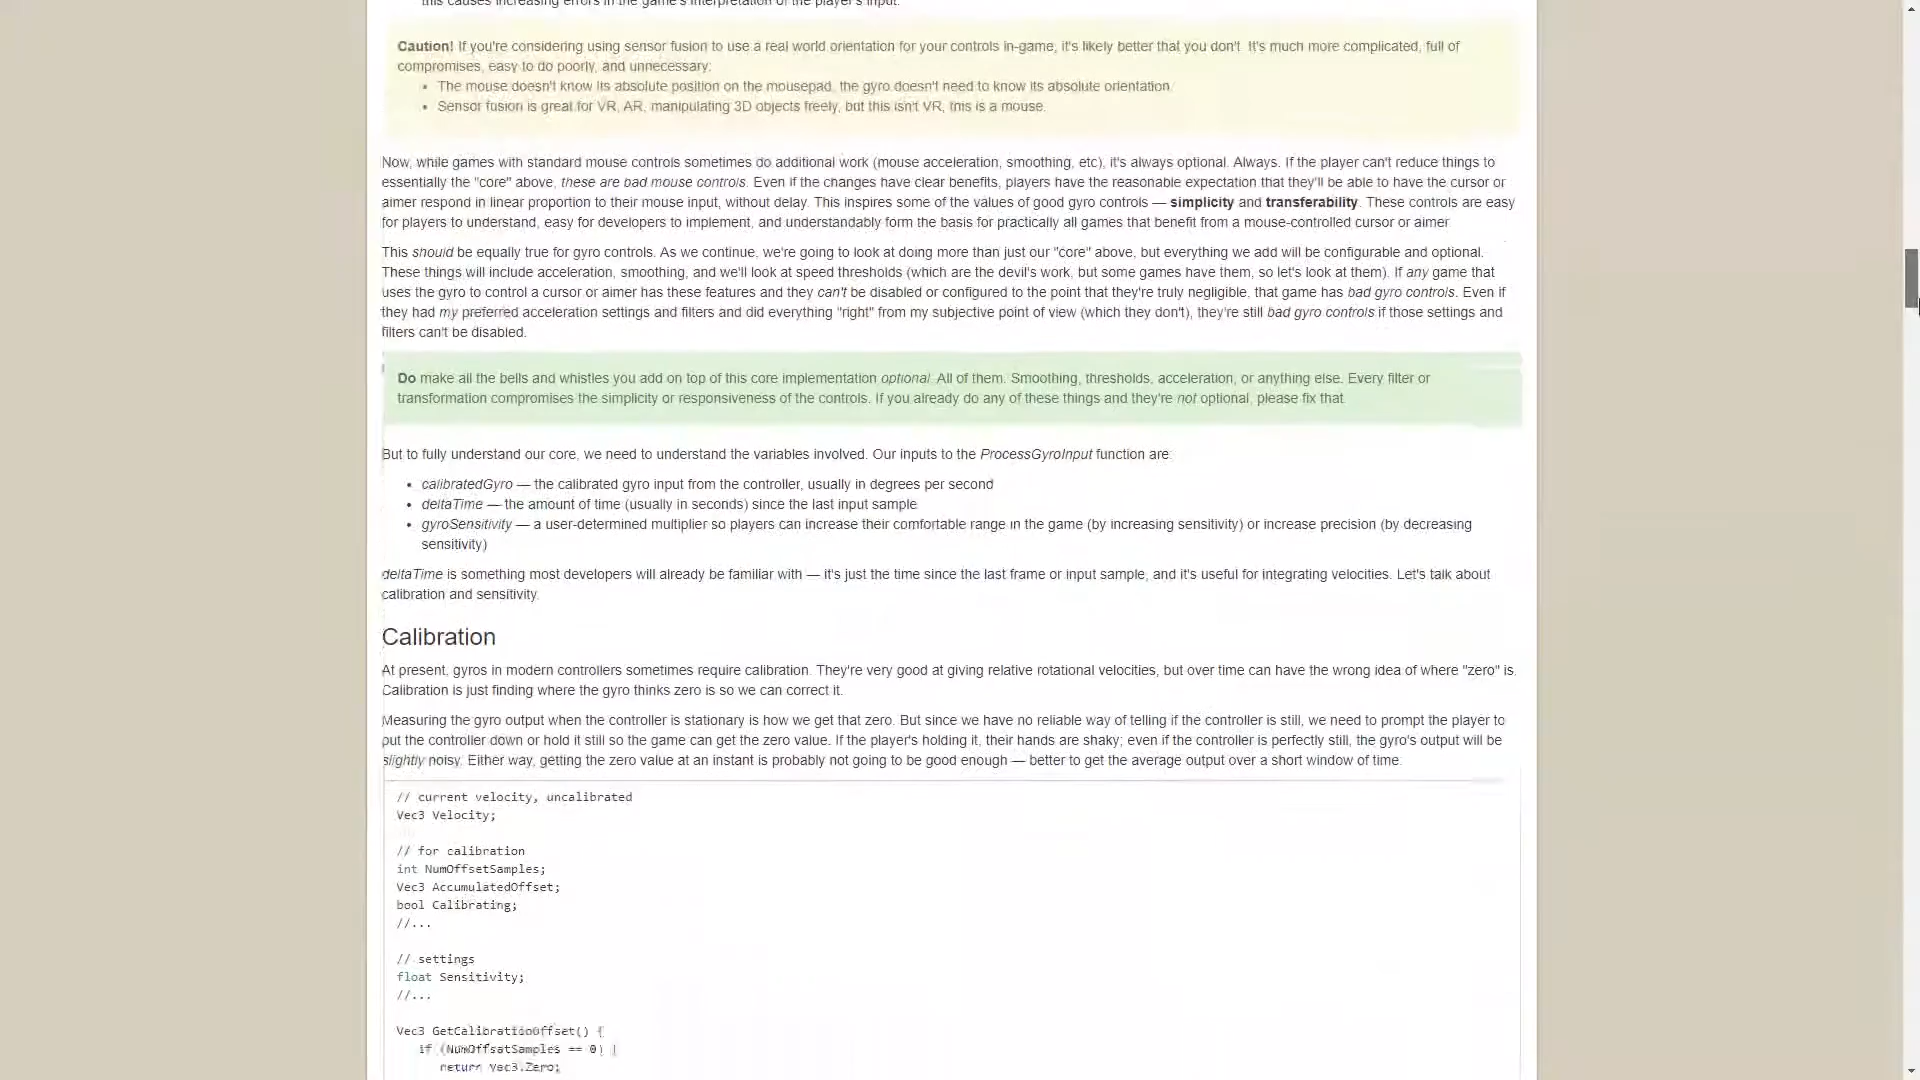 this causes increasing errors in the game's interpretation of the player's input.
Caution! If you're considering using sensor fusion to use a real world orientation for your controls in-game, it's likely better that you don't. It's much more complicated, full of
compromises, easy to do poorly, and unnecessary:
• The mouse doesn't know its absolute position on the mousepad, the gyro doesn't need to know its absolute orientation.
• Sensor fusion is great for VR, AR, manipulating 3D objects freely, but this isn't VR, this is a mouse.
Now, while games with standard mouse controls sometimes do additional work (mouse acceleration, smoothing, etc), it's always optional. Always. If the player can't reduce things to
essentially the "core" above, these are bad mouse controls. Even if the changes have clear benefits, players have the reasonable expectation that they'll be able to have the cursor or
aimer respond in linear proportion to their mouse input, without delay. This inspires some of the values of good gyro controls — simplicity and transferability. These controls are easy
for players to understand, easy for developers to implement, and understandably form the basis for practically all games that benefit from a mouse-controlled cursor or aimer.
This should be equally true for gyro controls. As we continue, we're going to look at doing more than just our "core" above, but everything we add will be configurable and optional.
These things will include acceleration, smoothing, and we'll look at speed thresholds (which are the devil's work, but some games have them, so let's look at them). If any game that
uses the gyro to control a cursor or aimer has these features and they can't be disabled or configured to the point that they're truly negligible, that game has bad gyro controls. Even if
they had my preferred acceleration settings and filters and did everything "right" from my subjective point of view (which they don't), they're still bad gyro controls if those settings and
filters can't be disabled.
Do make all the bells and whistles you add on top of this core implementation optional. All of them. Smoothing, thresholds, acceleration, or anything else. Every filter or
transformation compromises the simplicity or responsiveness of the controls. If you already do any of these things and they're not optional, please fix that.
But to fully understand our core, we need to understand the variables involved. Our inputs to the ProcessGyroInput function are:
• calibratedGyro — the calibrated gyro input from the controller, usually in degrees per second
• deltaTime — the amount of time (usually in seconds) since the last input sample
• gyroSensitivity — a user-determined multiplier so players can increase their comfortable range in the game (by increasing sensitivity) or increase precision (by decreasing
sensitivity)
deltaTime is something most developers will already be familiar with — it's just the time since the last frame or input sample, and it's useful for integrating velocities. Let's talk about
calibration and sensitivity.
Calibration
At present, gyros in modern controllers sometimes require calibration. They're very good at giving relative rotational velocities, but over time can have the wrong idea of where "zero" is.
Calibration is just finding where the gyro thinks zero is so we can correct it.
Measuring the gyro output when the controller is stationary is how we get that zero. But since we have no reliable way of telling if the controller is still, we need to prompt the player to
put the controller down or hold it still so the game can get the zero value. If the player's holding it, their hands are shaky; even if the controller is perfectly still, the gyro's output will be
slightly noisy. Either way, getting the zero value at an instant is probably not going to be good enough — better to get the average output over a short window of time.
// current velocity, uncalibrated
Vec3 Velocity;
// for calibration
int NumOffsetSamples;
Vec3 AccumulatedOffset;
bool Calibrating;
//...
// settings
float Sensitivity;
//...
Vec3 GetCalibrationOffset() {
if (NumOffsetSamples == 0) {
return Vec3.Zero;